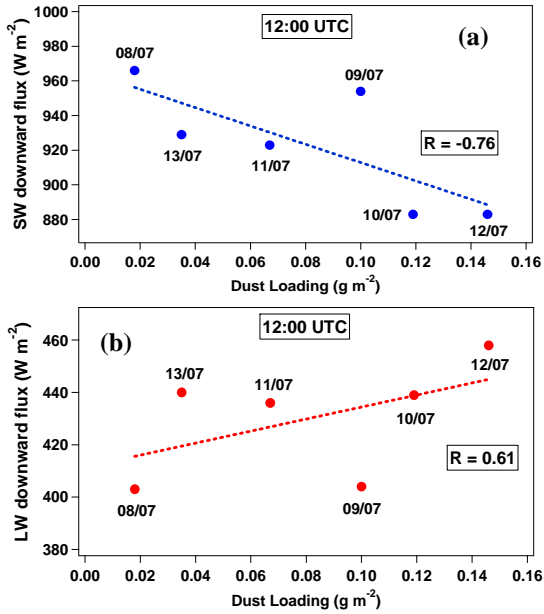 1000
12:00 UTC
(a)
08/07
960
09/07
920
13/07
11/07
R = -0.76
880
10/07
12/07
SW downward flux (W m-2)
0.00 0.02 0.04 0.06 0.08 0.10 0.12 0.14 0.16
Dust Loading (g m-2)
12:00 UTC
(b)
460
12/07
13/07
11/07
440
10/07
420
R = 0.61
400
08/07
09/07
380
LW downward flux (W m-2)
0.00 0.02 0.04 0.06 0.08 0.10 0.12 0.14 0.16
Dust Loading (g m-2)